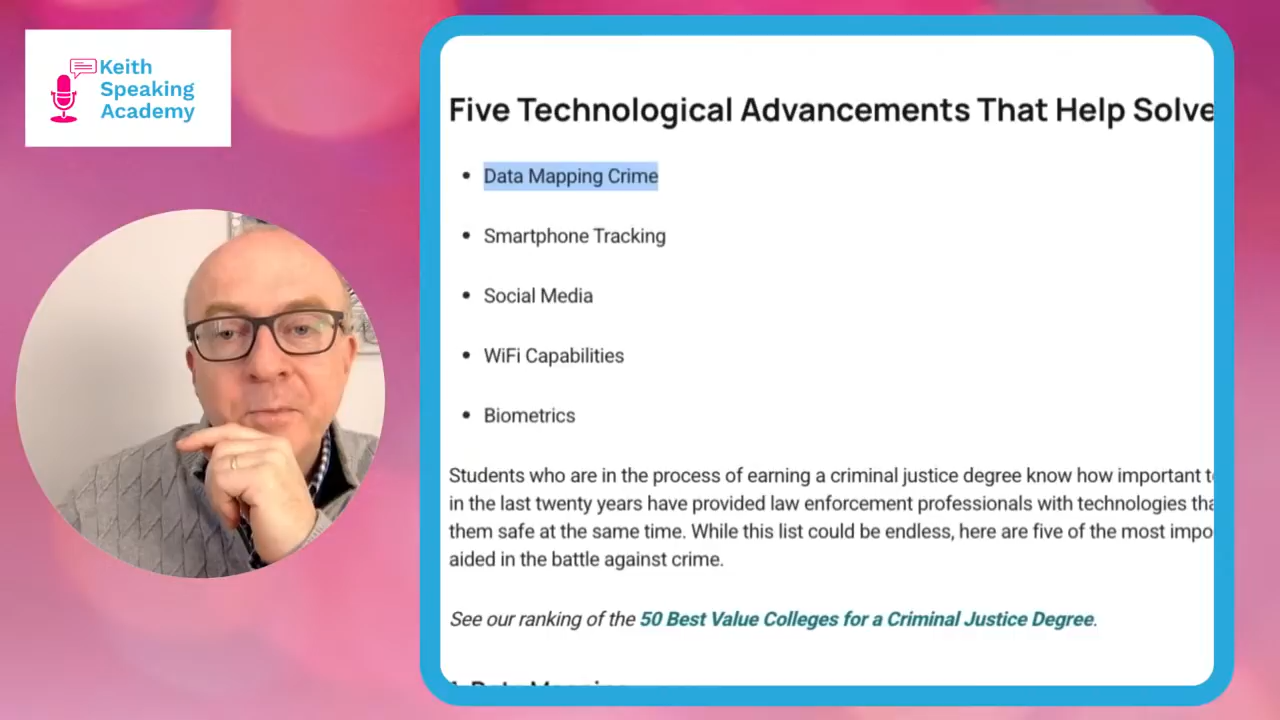 Keith
Speaking
Academy
Five Technological Advancements That Help Solve
Data Mapping Crime
Smartphone Tracking
Social Media
WiFi Capabilities
Biometrics
Students who are in the process of earning a criminal justice degree know how important
in the last twenty years have provided law enforcement professionals with technologies
them safe at the same time. While this list could be endless, here are five of the most
aided in the battle against crime.
See our ranking of the 50 Best Value Colleges for a Criminal Justice Degree.